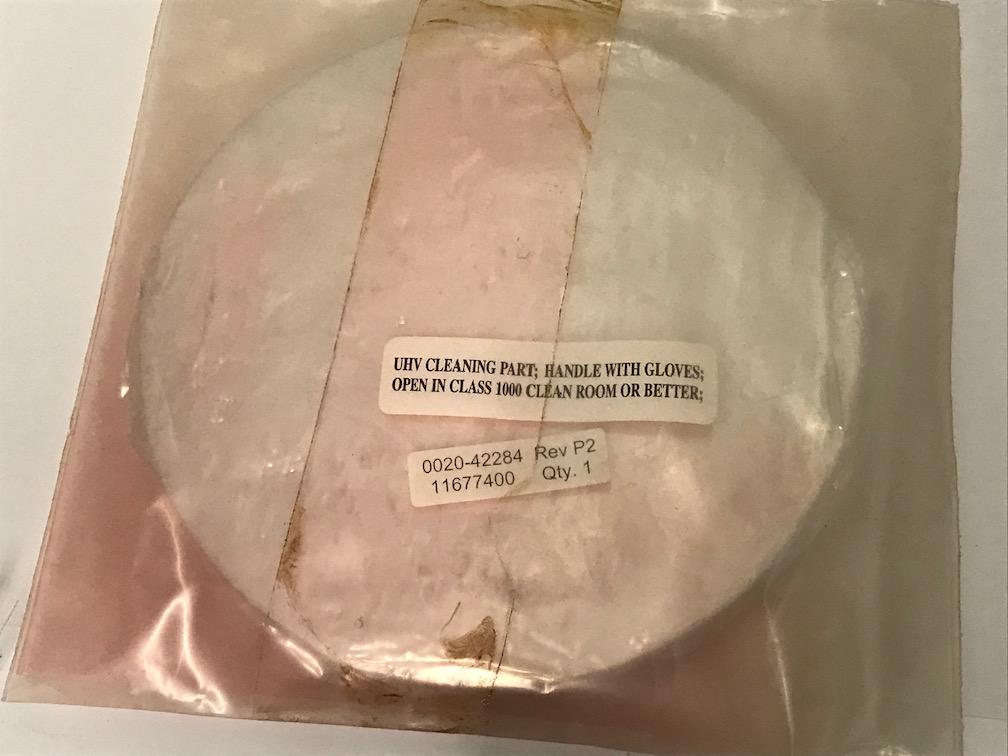 UHV CLEANING PART; HANDLE WITH GLOVES;
OPEN IN CLASS 1000 CLEAN ROOM OR BETTER;
0020-42284 Rev P2
11677400 Qty. 1